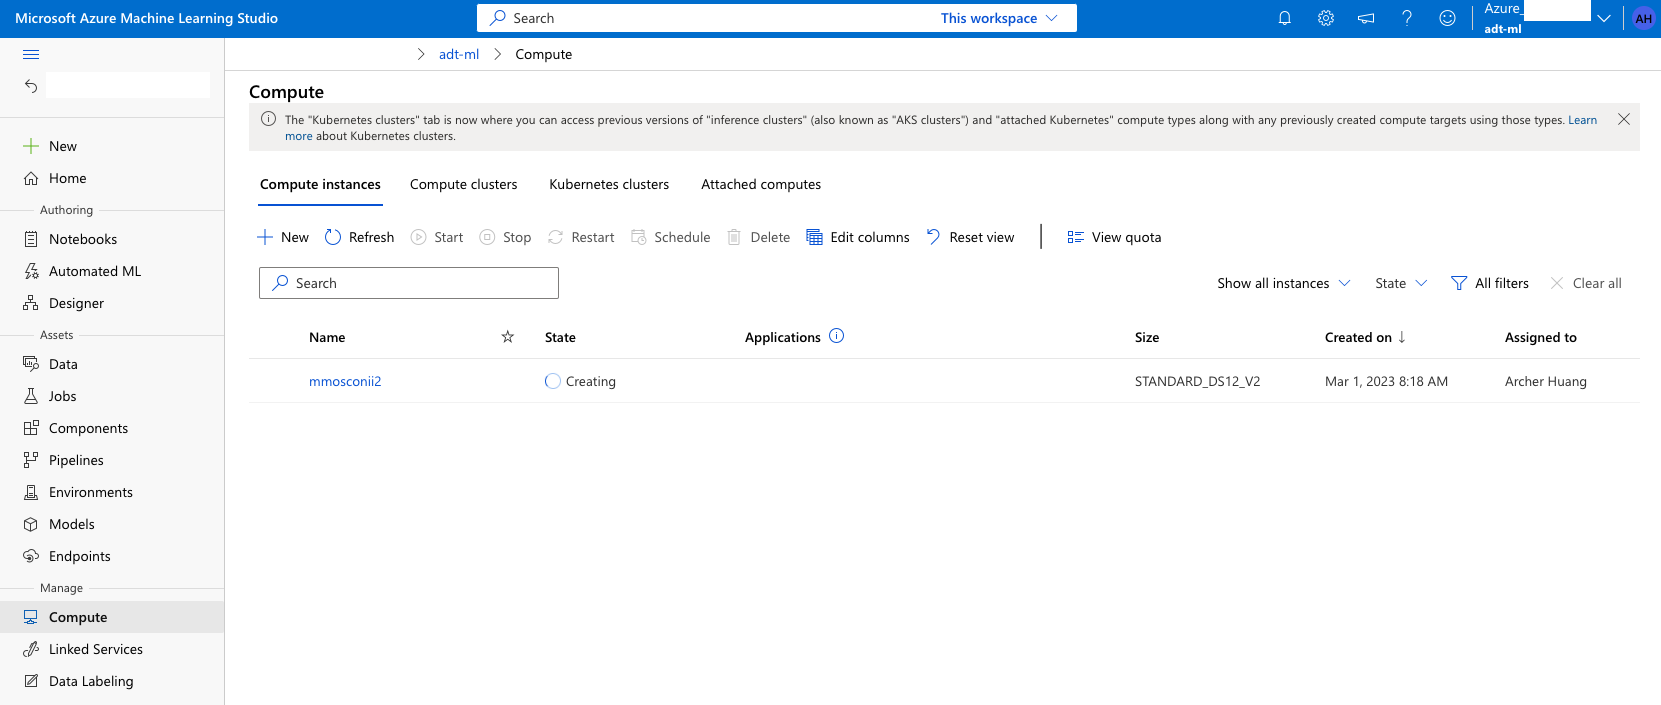 Microsoft Azure Machine Learning Studio
Search
This workspace
Azure_
adt-ml
AH
adt-ml
Compute
New
Home
Authoring
Notebooks
Automated ML
Designer
Assets
Data
Jobs
Components
Pipelines
Environments
Models
Endpoints
Manage
Compute
Linked Services
Data Labeling
Compute
The "Kubernetes clusters" tab is now where you can access previous versions of "inference clusters" (also known as "AKS clusters") and "attached Kubernetes" compute types along with any previously created compute targets using those types. Learn
more about Kubernetes clusters.
Compute instances Compute clusters Kubernetes clusters Attached computes
New Refresh Start Stop Restart Schedule Delete Edit columns Reset view View quota
Search
Show all instances State All filters Clear all
Name State Applications Size Created on Assigned to
mmosconii2 Creating STANDARD_DS12_V2 Mar 1, 2023 8:18 AM Archer Huang